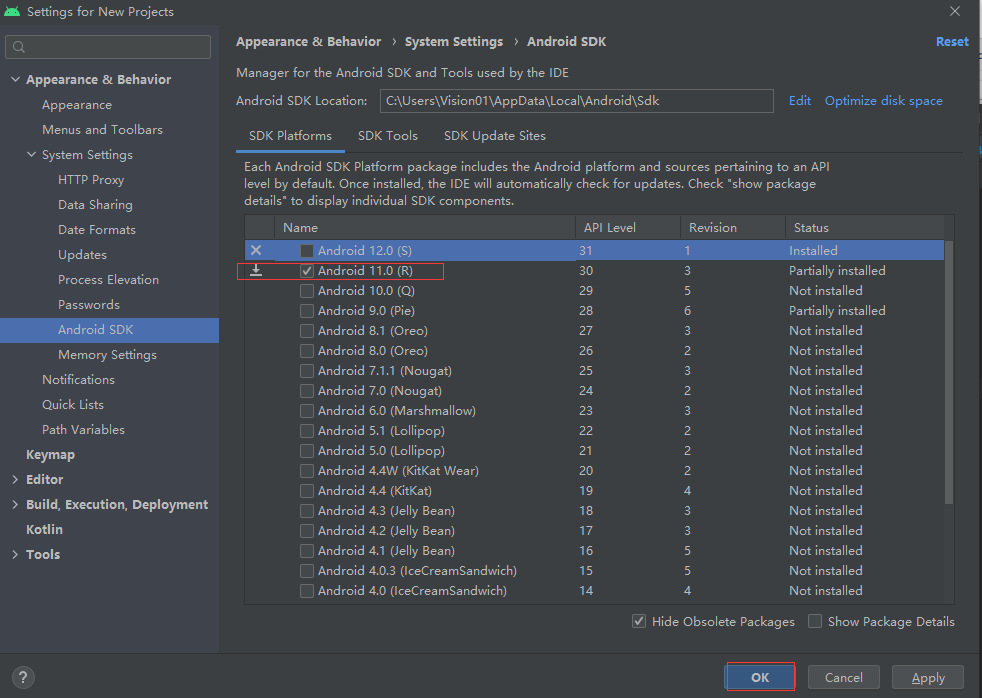 Settings for New Projects
Appearance & Behavior
Appearance
Menus and Toolbars
System Settings
HTTP Proxy
Data Sharing
Date Formats
Updates
Process Elevation
Passwords
Android SDK
Memory Settings
Notifications
Quick Lists
Path Variables
Keymap
Editor
Build, Execution, Deployment
Kotlin
Tools
Appearance & Behavior › System Settings › Android SDK Reset
Manager for the Android SDK and Tools used by the IDE
Android SDK Location: C:\Users\Vision01\AppData\Local\Android\Sdk Edit Optimize disk space
SDK Platforms SDK Tools SDK Update Sites
Each Android SDK Platform package includes the Android platform and sources pertaining to an API
level by default. Once installed, the IDE will automatically check for updates. Check "show package
details" to display individual SDK components.
Name API Level Revision Status
Android 12.0 (S) 31 1 Installed
Android 11.0 (R) 30 3 Partially installed
Android 10.0 (Q) 29 5 Not installed
Android 9.0 (Pie) 28 6 Partially installed
Android 8.1 (Oreo) 27 3 Not installed
Android 8.0 (Oreo) 26 2 Not installed
Android 7.1.1 (Nougat) 25 3 Not installed
Android 7.0 (Nougat) 24 2 Not installed
Android 6.0 (Marshmallow) 23 3 Not installed
Android 5.1 (Lollipop) 22 2 Not installed
Android 5.0 (Lollipop) 21 2 Not installed
Android 4.4W (KitKat Wear) 20 2 Not installed
Android 4.4 (KitKat) 19 4 Not installed
Android 4.3 (Jelly Bean) 18 3 Not installed
Android 4.2 (Jelly Bean) 17 3 Not installed
Android 4.1 (Jelly Bean) 16 5 Not installed
Android 4.0.3 (IceCreamSandwich) 15 5 Not installed
Android 4.0 (IceCreamSandwich) 14 4 Not installed
Hide Obsolete Packages Show Package Details
? OK Cancel Apply